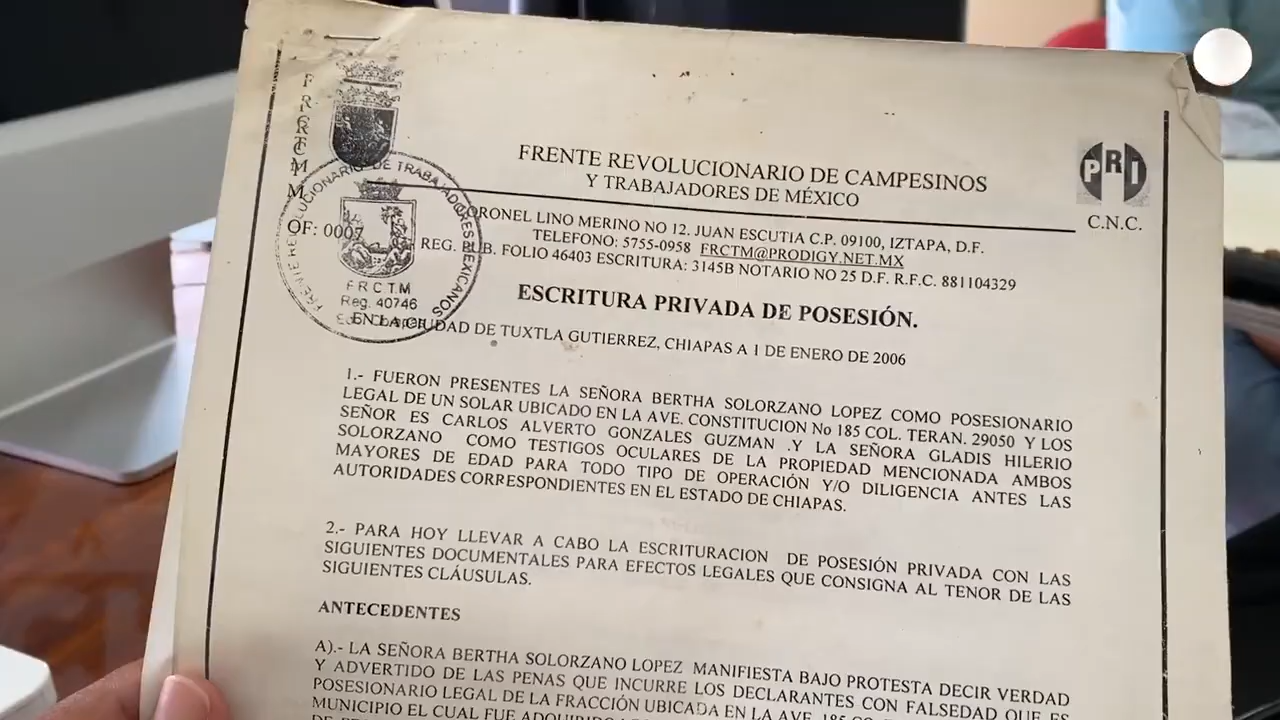 FRCTM
FRENTE REVOLUCIONARIO DE CAMPESINOS
Y TRABAJADORES DE MÉXICO
PRI
C.N.C.
FRENTE REVOLUCIONARIO DE TRABAJADORES MEXICANOS
F R C T M
Reg. 40746
OF: 0007
CORONEL LINO MERINO NO 12. JUAN ESCUTIA C.P. 09100, IZTAPA, D.F.
TELEFONO: 5755-0958 FRCTM@PRODIGY.NET.MX
REG. PUB. FOLIO 46403 ESCRITURA: 3145B NOTARIO NO 25 D.F. R.F.C. 881104329
ESCRITURA PRIVADA DE POSESIÓN.
EN LA CIUDAD DE TUXTLA GUTIERREZ, CHIAPAS A 1 DE ENERO DE 2006
1.- FUERON PRESENTES LA SEÑORA BERTHA SOLORZANO LOPEZ COMO POSESIONARIO
LEGAL DE UN SOLAR UBICADO EN LA AVE. CONSTITUCION No 185 COL. TERAN. 29050 Y LOS
SEÑOR ES CARLOS ALVERTO GONZALES GUZMAN .Y LA SEÑORA GLADIS HILERIO
SOLORZANO COMO TESTIGOS OCULARES DE LA PROPIEDAD MENCIONADA AMBOS
MAYORES DE EDAD PARA TODO TIPO DE OPERACIÓN Y/O DILIGENCIA ANTES LAS
AUTORIDADES CORRESPONDIENTES EN EL ESTADO DE CHIAPAS.
2.- PARA HOY LLEVAR A CABO LA ESCRITURACION DE POSESIÓN PRIVADA CON LAS
SIGUIENTES DOCUMENTALES PARA EFECTOS LEGALES QUE CONSIGNA AL TENOR DE LAS
SIGUIENTES CLÁUSULAS.
ANTECEDENTES
A).- LA SEÑORA BERTHA SOLORZANO LOPEZ MANIFIESTA BAJO PROTESTA DECIR VERDAD
Y ADVERTIDO DE LAS PENAS QUE INCURRE LOS DECLARANTES CON FALSEDAD QUE ES
POSESIONARIO LEGAL DE LA FRACCIÓN UBICADA EN LA AVE. 185
MUNICIPIO EL CUAL FUE